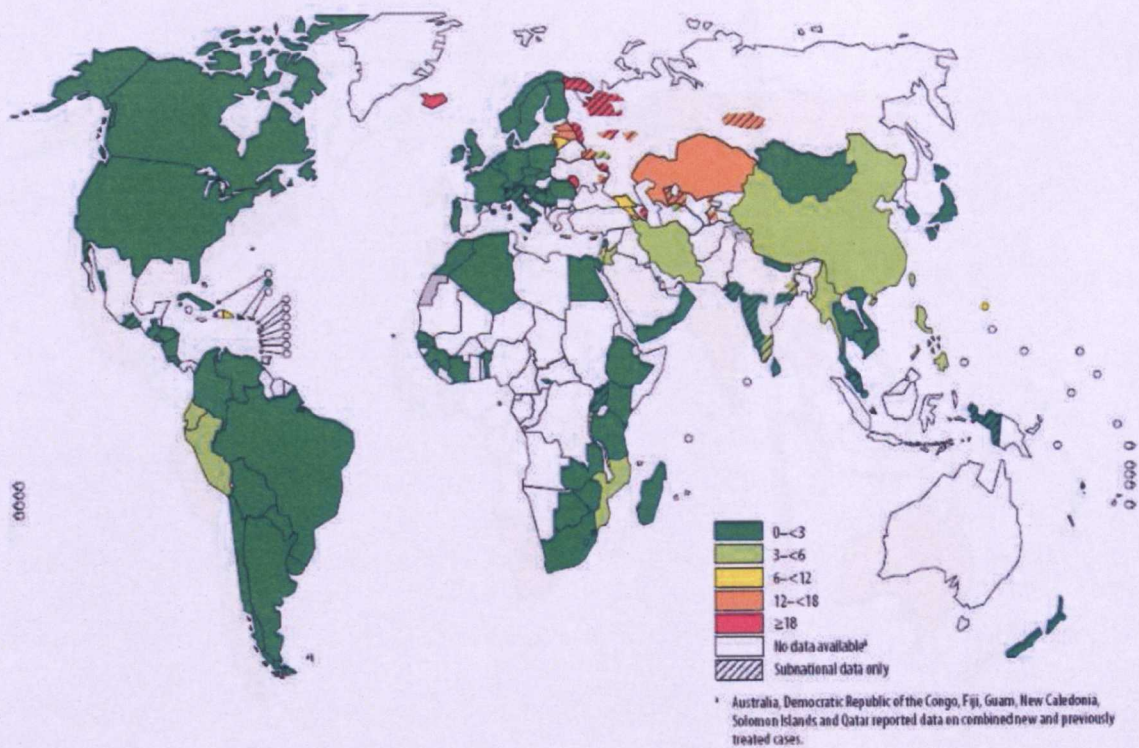 0–<3
3–<6
6–<12
12–<18
≥18
No data availableᵃ
Subnational data only
ᵃ Australia, Democratic Republic of the Congo, Fiji, Guam, New Caledonia,
Solomon Islands and Qatar reported data on combined new and previously
treated cases.